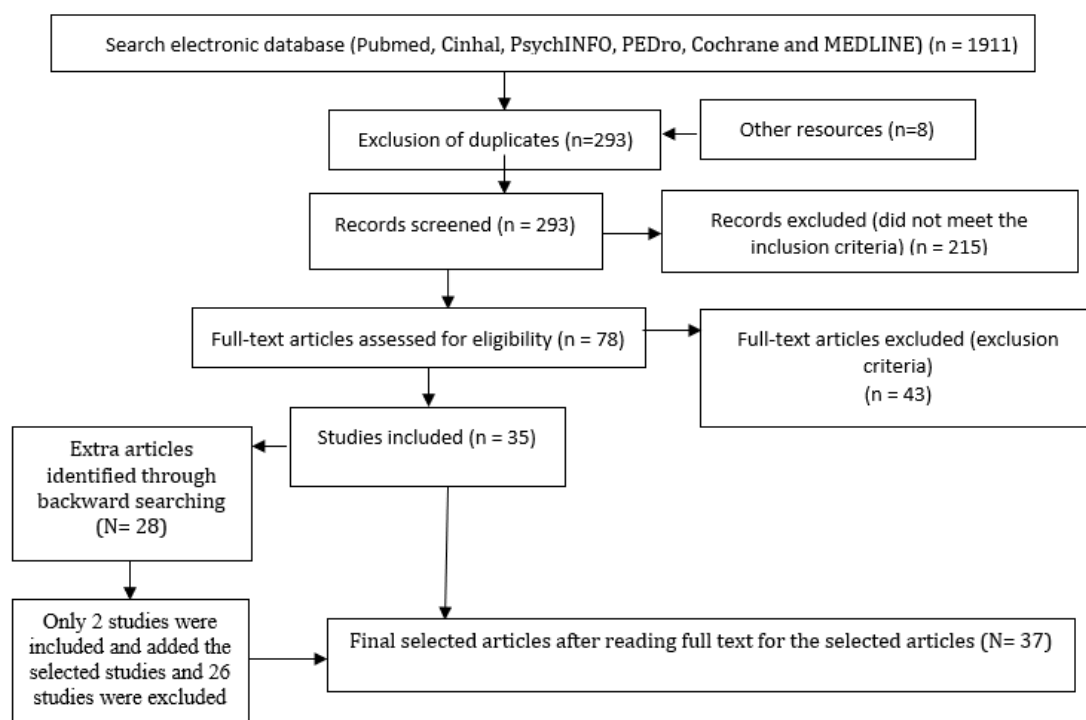 Search electronic database (Pubmed, Cinhal, PsychINFO, PEDro, Cochrane and MEDLINE) (n = 1911)
Exclusion of duplicates (n=293)
Other resources (n=8)
Records screened (n = 293)
Records excluded (did not meet the
inclusion criteria) (n = 215)
Full-text articles assessed for eligibility (n = 78)
Full-text articles excluded (exclusion
criteria)
(n = 43)
Studies included (n = 35)
Extra articles
identified through
backward searching
(N= 28)
Only 2 studies were
included and added the
selected studies and 26
studies were excluded
Final selected articles after reading full text for the selected articles (N= 37)